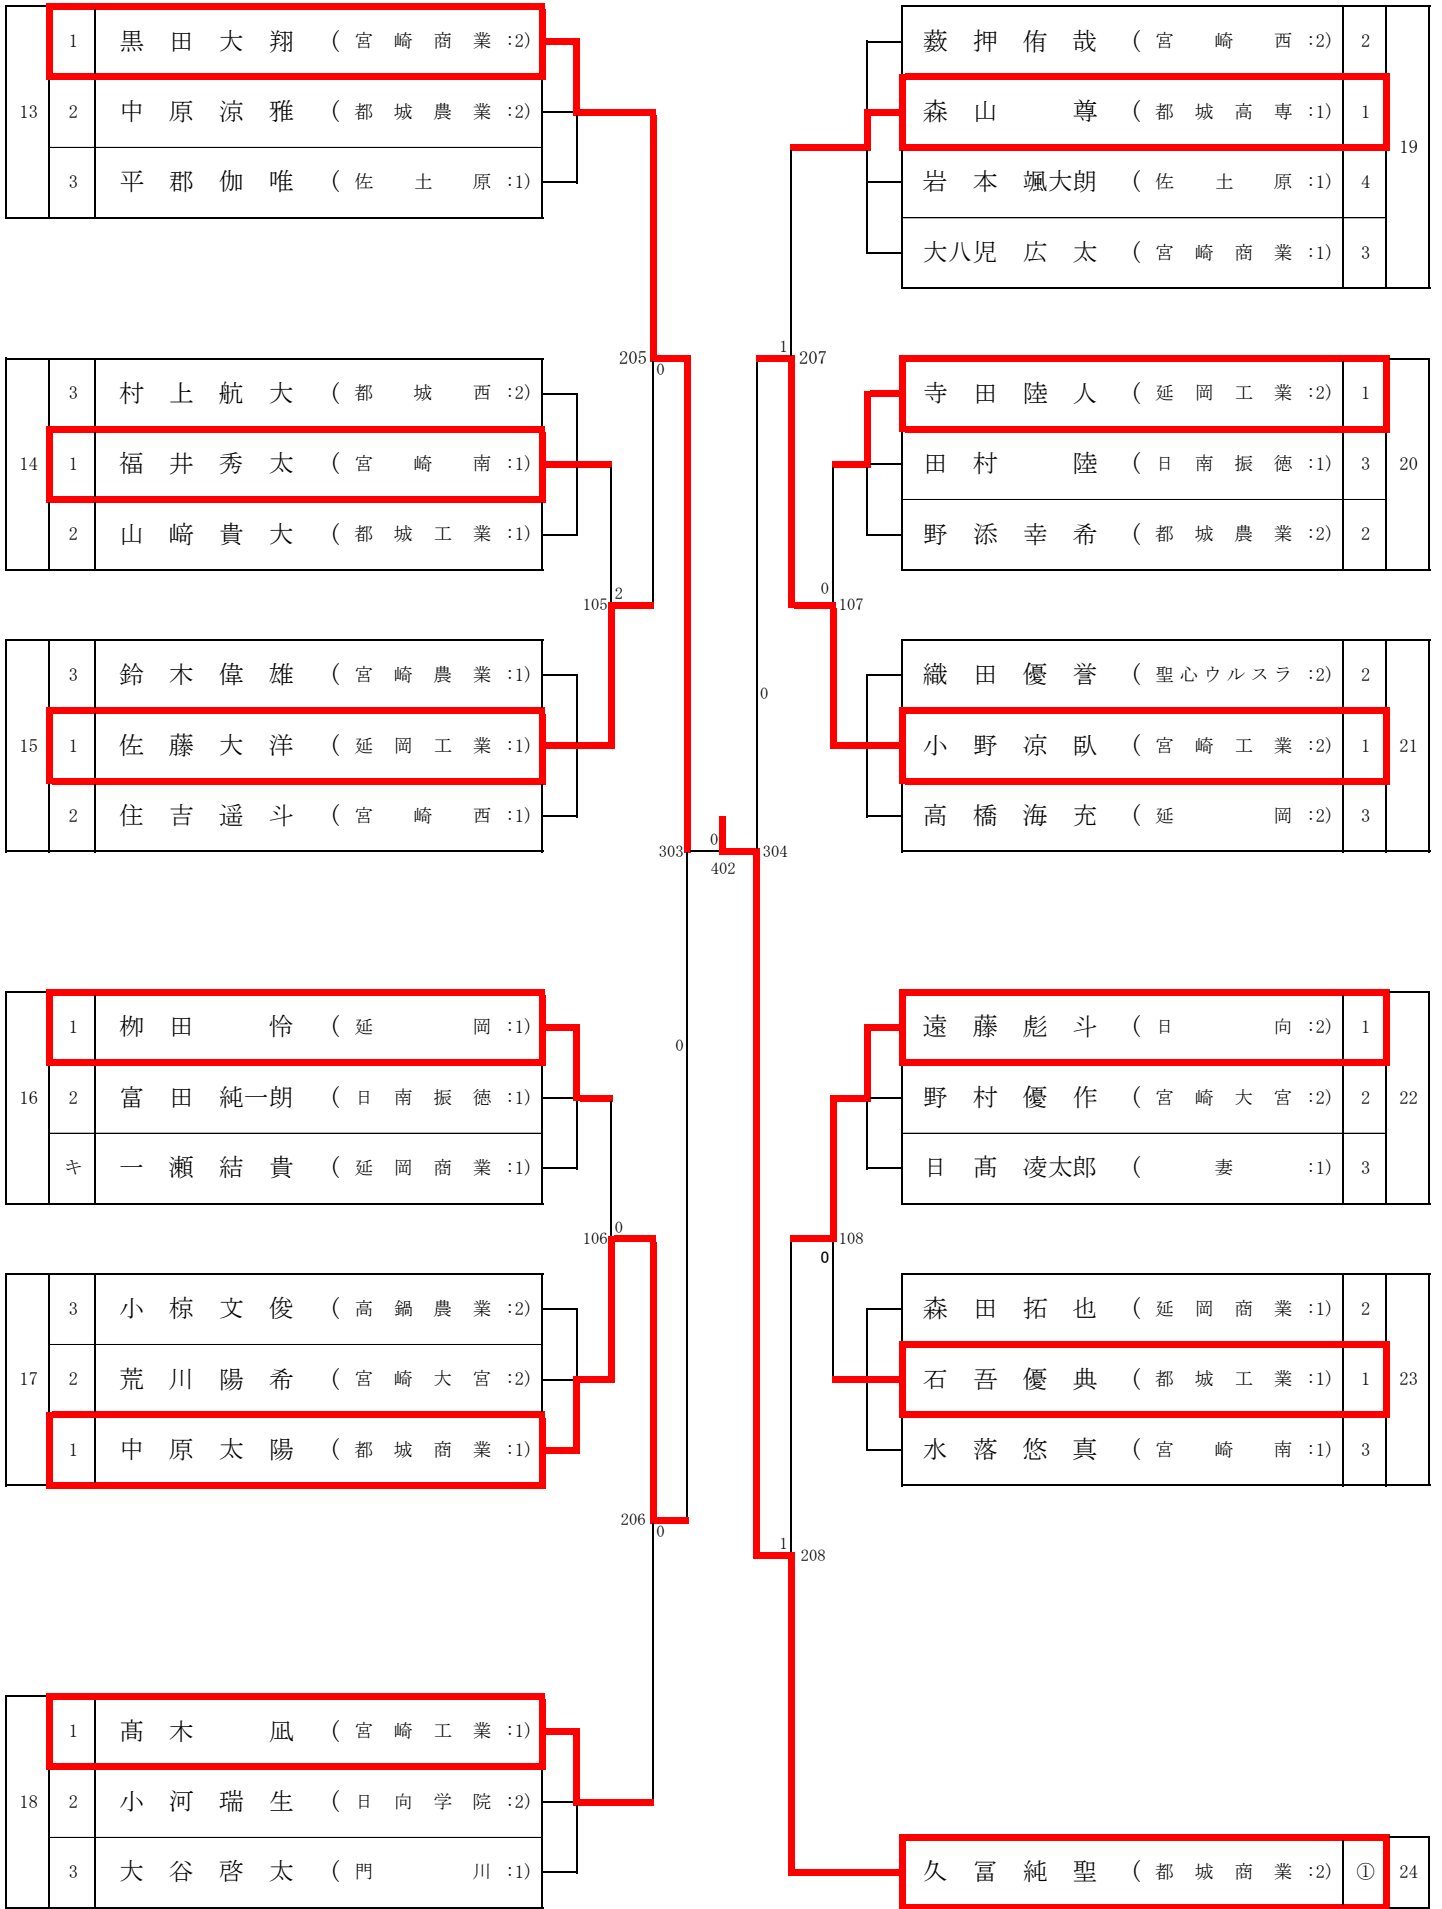 13
1 黒田大翔 (宮崎商業:2)
2 中原涼雅 (都城農業:2)
3 平郡伽唯 (佐土原:1)
205
0
14
3 村上航大 (都城西:2)
1 福井秀太 (宮崎南:1)
2 山﨑貴大 (都城工業:1)
105
2
15
3 鈴木偉雄 (宮崎農業:1)
1 佐藤大洋 (延岡工業:1)
2 住吉遥斗 (宮崎西:1)
303
0
16
1 栁田怜 (延岡:1)
2 富田純一朗 (日南振徳:1)
キ 一瀬結貴 (延岡商業:1)
106
0
17
3 小椋文俊 (高鍋農業:2)
2 荒川陽希 (宮崎大宮:2)
1 中原太陽 (都城商業:1)
206
0
18
1 髙木凪 (宮崎工業:1)
2 小河瑞生 (日向学院:2)
3 大谷啓太 (門川:1)
0
402
304
0
薮押侑哉 (宮崎西:2) 2
森山尊 (都城高専:1) 1
岩本颯大朗 (佐土原:1) 4
大八児広太 (宮崎商業:1) 3
19
1
207
寺田陸人 (延岡工業:2) 1
田村陸 (日南振徳:1) 3
野添幸希 (都城農業:2) 2
20
0
107
織田優誉 (聖心ウルスラ:2) 2
小野凉臥 (宮崎工業:2) 1
高橋海充 (延岡:2) 3
21
遠藤彪斗 (日向:2) 1
野村優作 (宮崎大宮:2) 2
日髙凌太郎 (妻:1) 3
22
108
0
森田拓也 (延岡商業:1) 2
石吾優典 (都城工業:1) 1
水落悠真 (宮崎南:1) 3
23
1
208
久冨純聖 (都城商業:2) ①
24